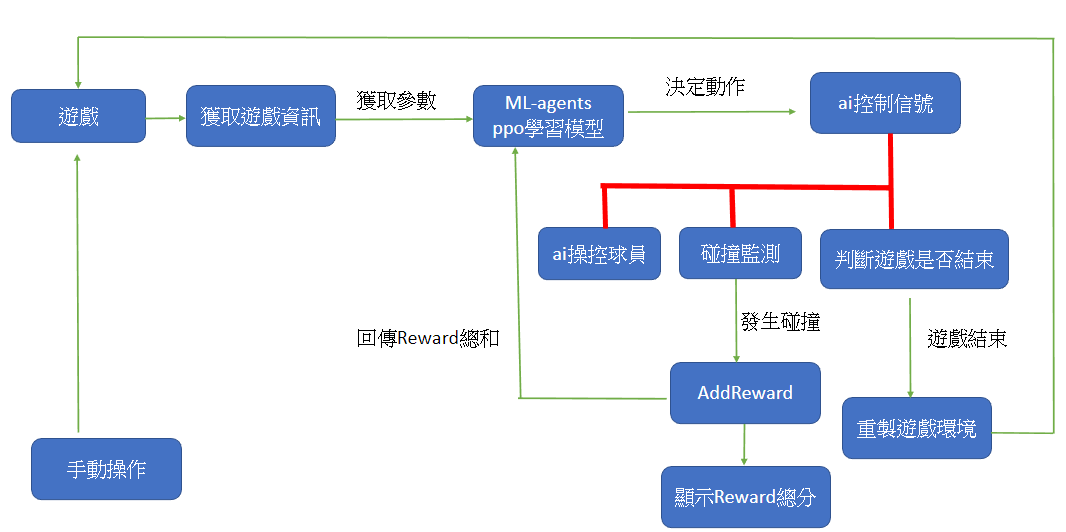 遊戲
獲取遊戲資訊
獲取參數
ML-agents
ppo學習模型
決定動作
ai控制信號
ai操控球員
碰撞監測
判斷遊戲是否結束
發生碰撞
遊戲結束
回傳Reward總和
AddReward
重製遊戲環境
手動操作
顯示Reward總分